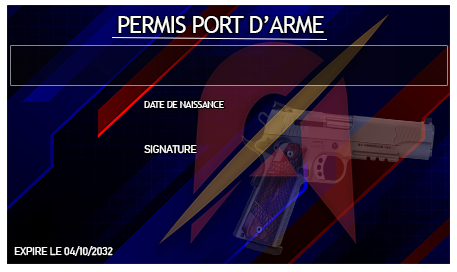 PERMIS PORT D'ARME
DATE DE NAISSANCE
SIGNATURE
EXPIRE LE 04/10/2032